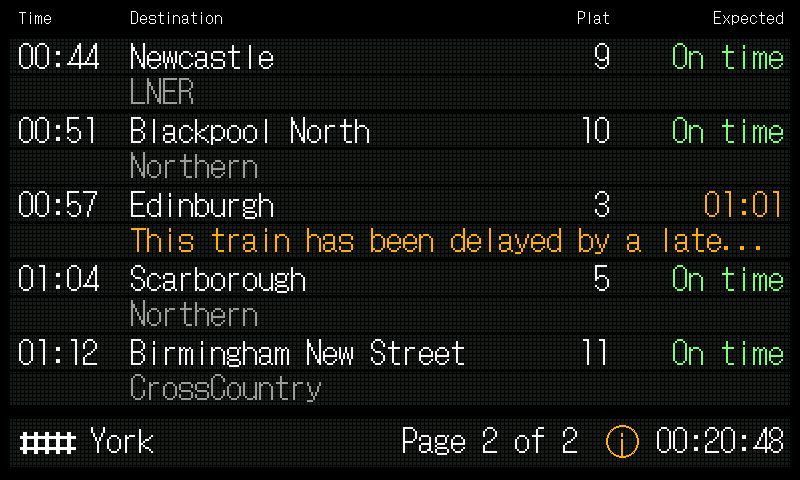 Time Destination Plat Expected
00:44 Newcastle 9 On time
LNER
00:51 Blackpool North 10 On time
Northern
00:57 Edinburgh 3 01:01
This train has been delayed by a late...
01:04 Scarborough 5 On time
Northern
01:12 Birmingham New Street 11 On time
CrossCountry
York Page 2 of 2 i 00:20:48